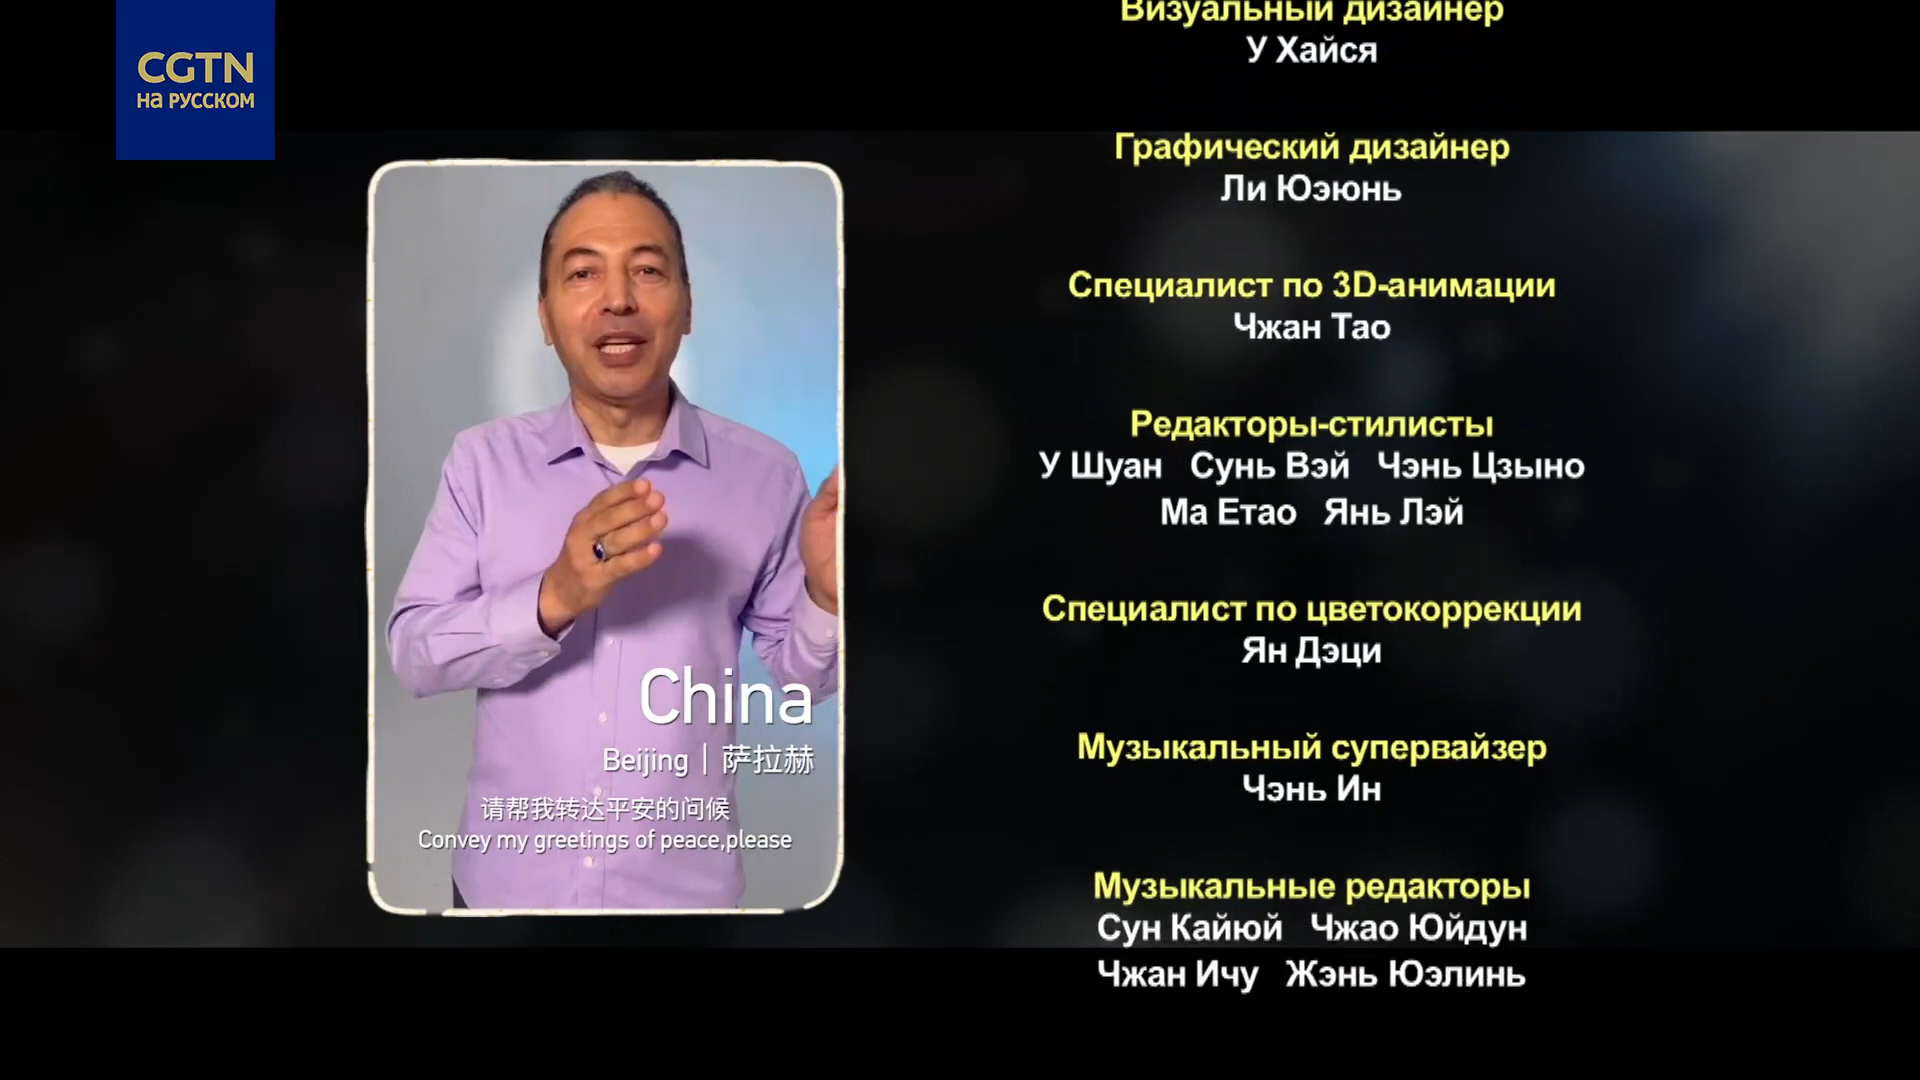 CGTN
на русском
Визуальный дизайнер
У Хайся
Графический дизайнер
Ли Юэюнь
Специалист по 3D-анимации
Чжан Тао
Редакторы-стилисты
У Шуан Сунь Вэй Чэнь Цзыно
Ма Етао Янь Лэй
Специалист по цветокоррекции
Ян Дэци
Музыкальный супервайзер
Чэнь Ин
Музыкальные редакторы
Сун Кайюй Чжао Юйдун
Чжан Ичу Жэнь Юэлинь
China
Beijing | 萨拉赫
请帮我转达平安的问候
Convey my greetings of peace,please